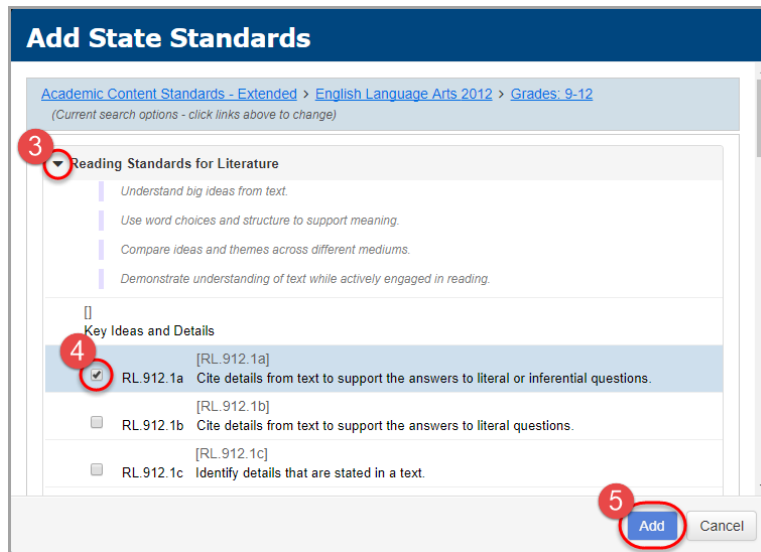 Add State Standards
Academic Content Standards - Extended > English Language Arts 2012 > Grades: 9-12
(Current search options - click links above to change)
3
Reading Standards for Literature
Understand big ideas from text.
Use word choices and structure to support meaning.
Compare ideas and themes across different mediums.
Demonstrate understanding of text while actively engaged in reading.
[]
Key Ideas and Details
4
[RL.912.1a]
RL.912.1a Cite details from text to support the answers to literal or inferential questions.
[RL.912.1b]
RL.912.1b Cite details from text to support the answers to literal questions.
[RL.912.1c]
RL.912.1c Identify details that are stated in a text.
5
Add Cancel